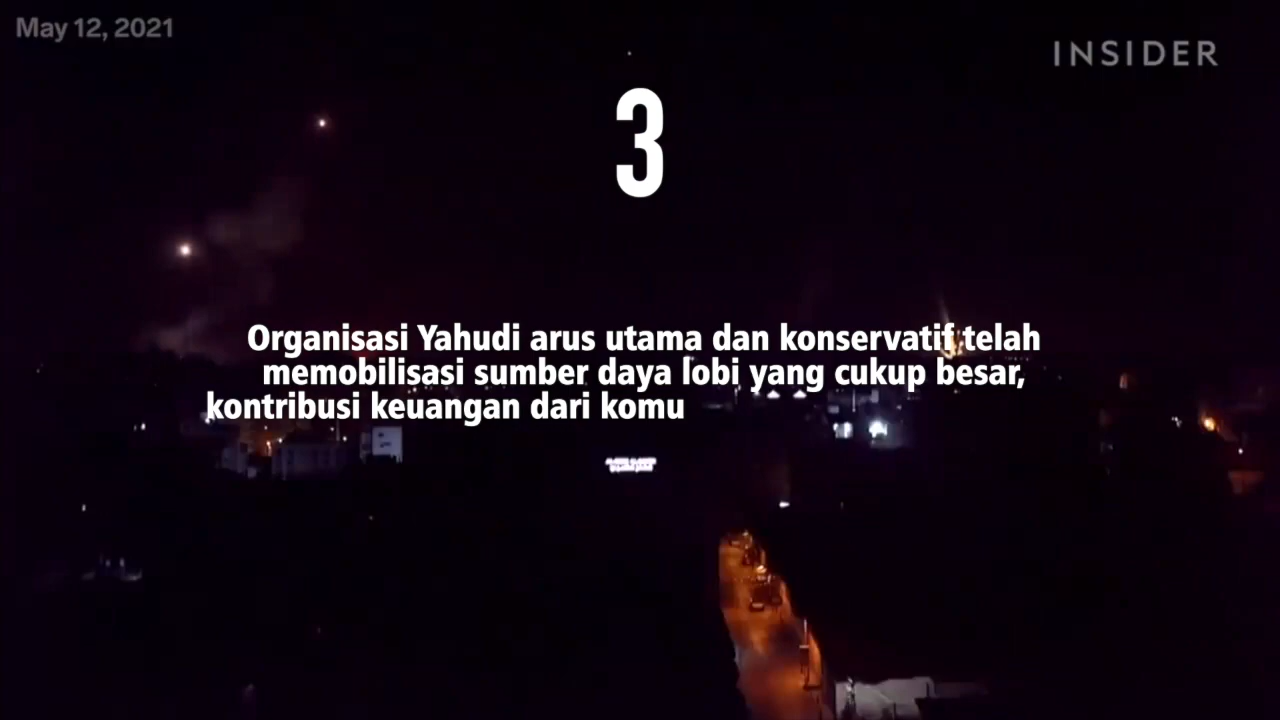 May 12, 2021
INSIDER
3
Organisasi Yahudi arus utama dan konservatif telah
memobilisasi sumber daya lobi yang cukup besar,
kontribusi keuangan dari komu